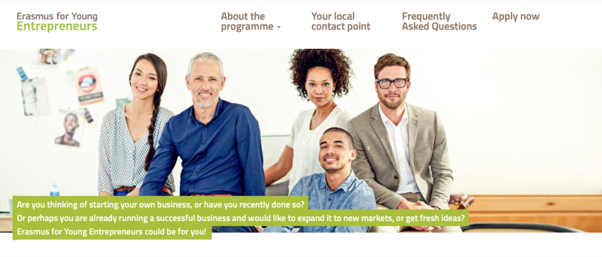 Erasmus for Young
Entrepreneurs
About the
programme
Your local
contact point
Frequently
Asked Questions
Apply now
Are you thinking of starting your own business, or have you recently done so?
Or perhaps you are already running a successful business and would like to expand it to new markets, or get fresh ideas?
Erasmus for Young Entrepreneurs could be for you!